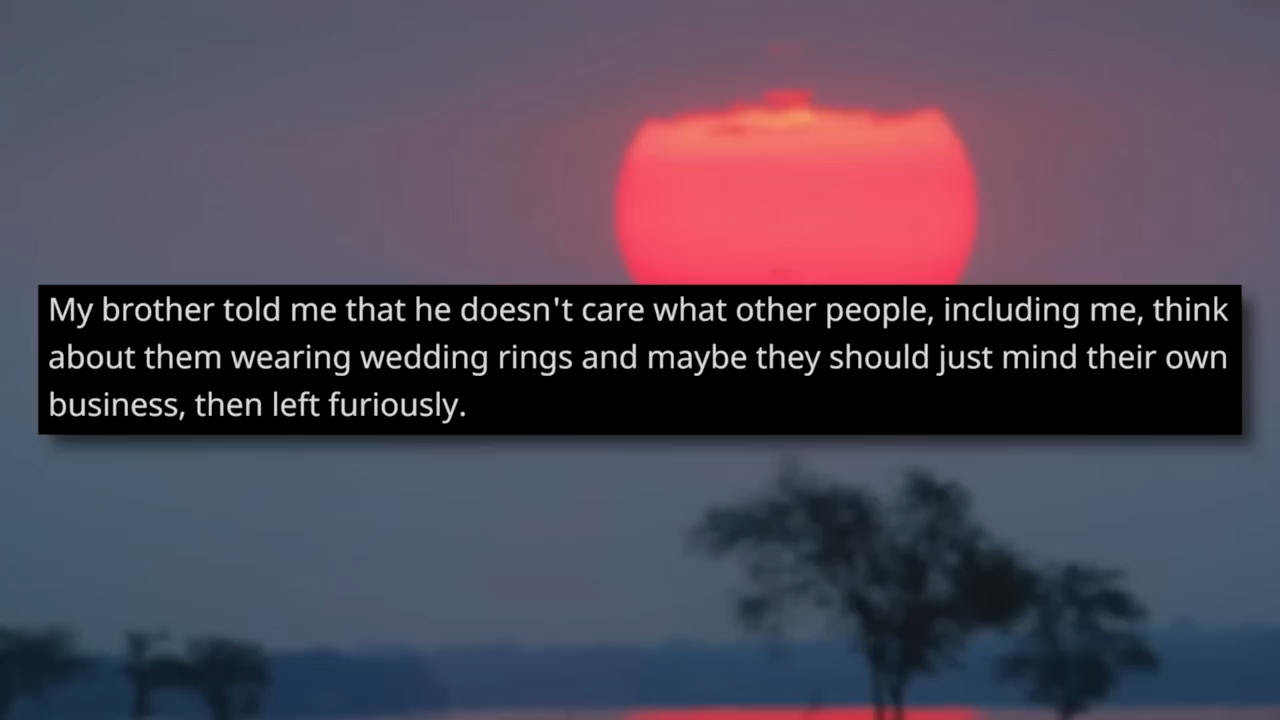 My brother told me that he doesn't care what other people, including me, think
about them wearing wedding rings and maybe they should just mind their own
business, then left furiously.